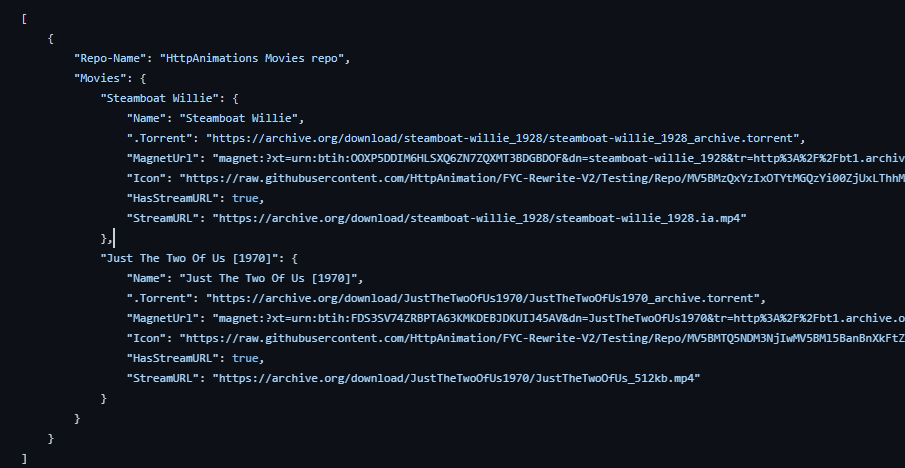 [
{
"Repo-Name": "HttpAnimations Movies repo",
"Movies": {
"Steamboat Willie": {
"Name": "Steamboat Willie",
".Torrent": "https://archive.org/download/steamboat-willie_1928/steamboat-willie_1928_archive.torrent",
"MagnetUrl": "magnet:?xt=urn:btih:OOXP5DDIM6HLSXQ6ZN7ZQXMT3BDGBDOF&dn=steamboat-willie_1928&tr=http%3A%2F%2Fbt1.archiv
"Icon": "https://raw.githubusercontent.com/HttpAnimation/FYC-Rewrite-V2/Testing/Repo/MV5BMzQxYzIxOTYtMGQzYi00ZjUxLThhM
"HasStreamURL": true,
"StreamURL": "https://archive.org/download/steamboat-willie_1928/steamboat-willie_1928.ia.mp4"
},
"Just The Two Of Us [1970]": {
"Name": "Just The Two Of Us [1970]",
".Torrent": "https://archive.org/download/JustTheTwoOfUs1970/JustTheTwoOfUs1970_archive.torrent",
"MagnetUrl": "magnet:?xt=urn:btih:FDS3SV74ZRBPTA63KMKDEBJDKUIJ45AV&dn=JustTheTwoOfUs1970&tr=http%3A%2F%2Fbt1.archive.o
"Icon": "https://raw.githubusercontent.com/HttpAnimation/FYC-Rewrite-V2/Testing/Repo/MV5BMTQ5NDM3NjIwMV5BMl5BanBnXkFtZ
"HasStreamURL": true,
"StreamURL": "https://archive.org/download/JustTheTwoOfUs1970/JustTheTwoOfUs_512kb.mp4"
}
}
}
]